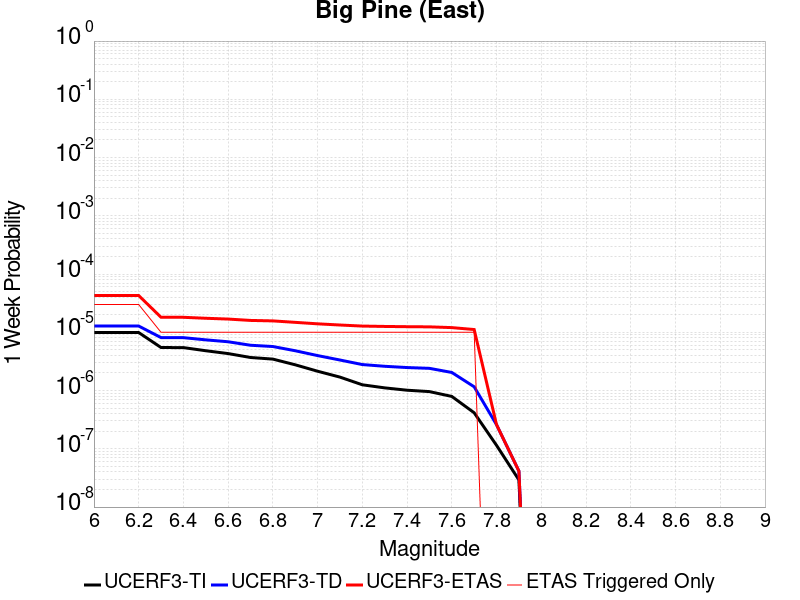 Big Pine (East)
10^0
10^-1
10^-2
10^-3
10^-4
10^-5
10^-6
10^-7
10^-8
1 Week Probability
6 6.2 6.4 6.6 6.8 7 7.2 7.4 7.6 7.8 8 8.2 8.4 8.6 8.8 9
Magnitude
UCERF3-TI UCERF3-TD UCERF3-ETAS ETAS Triggered Only